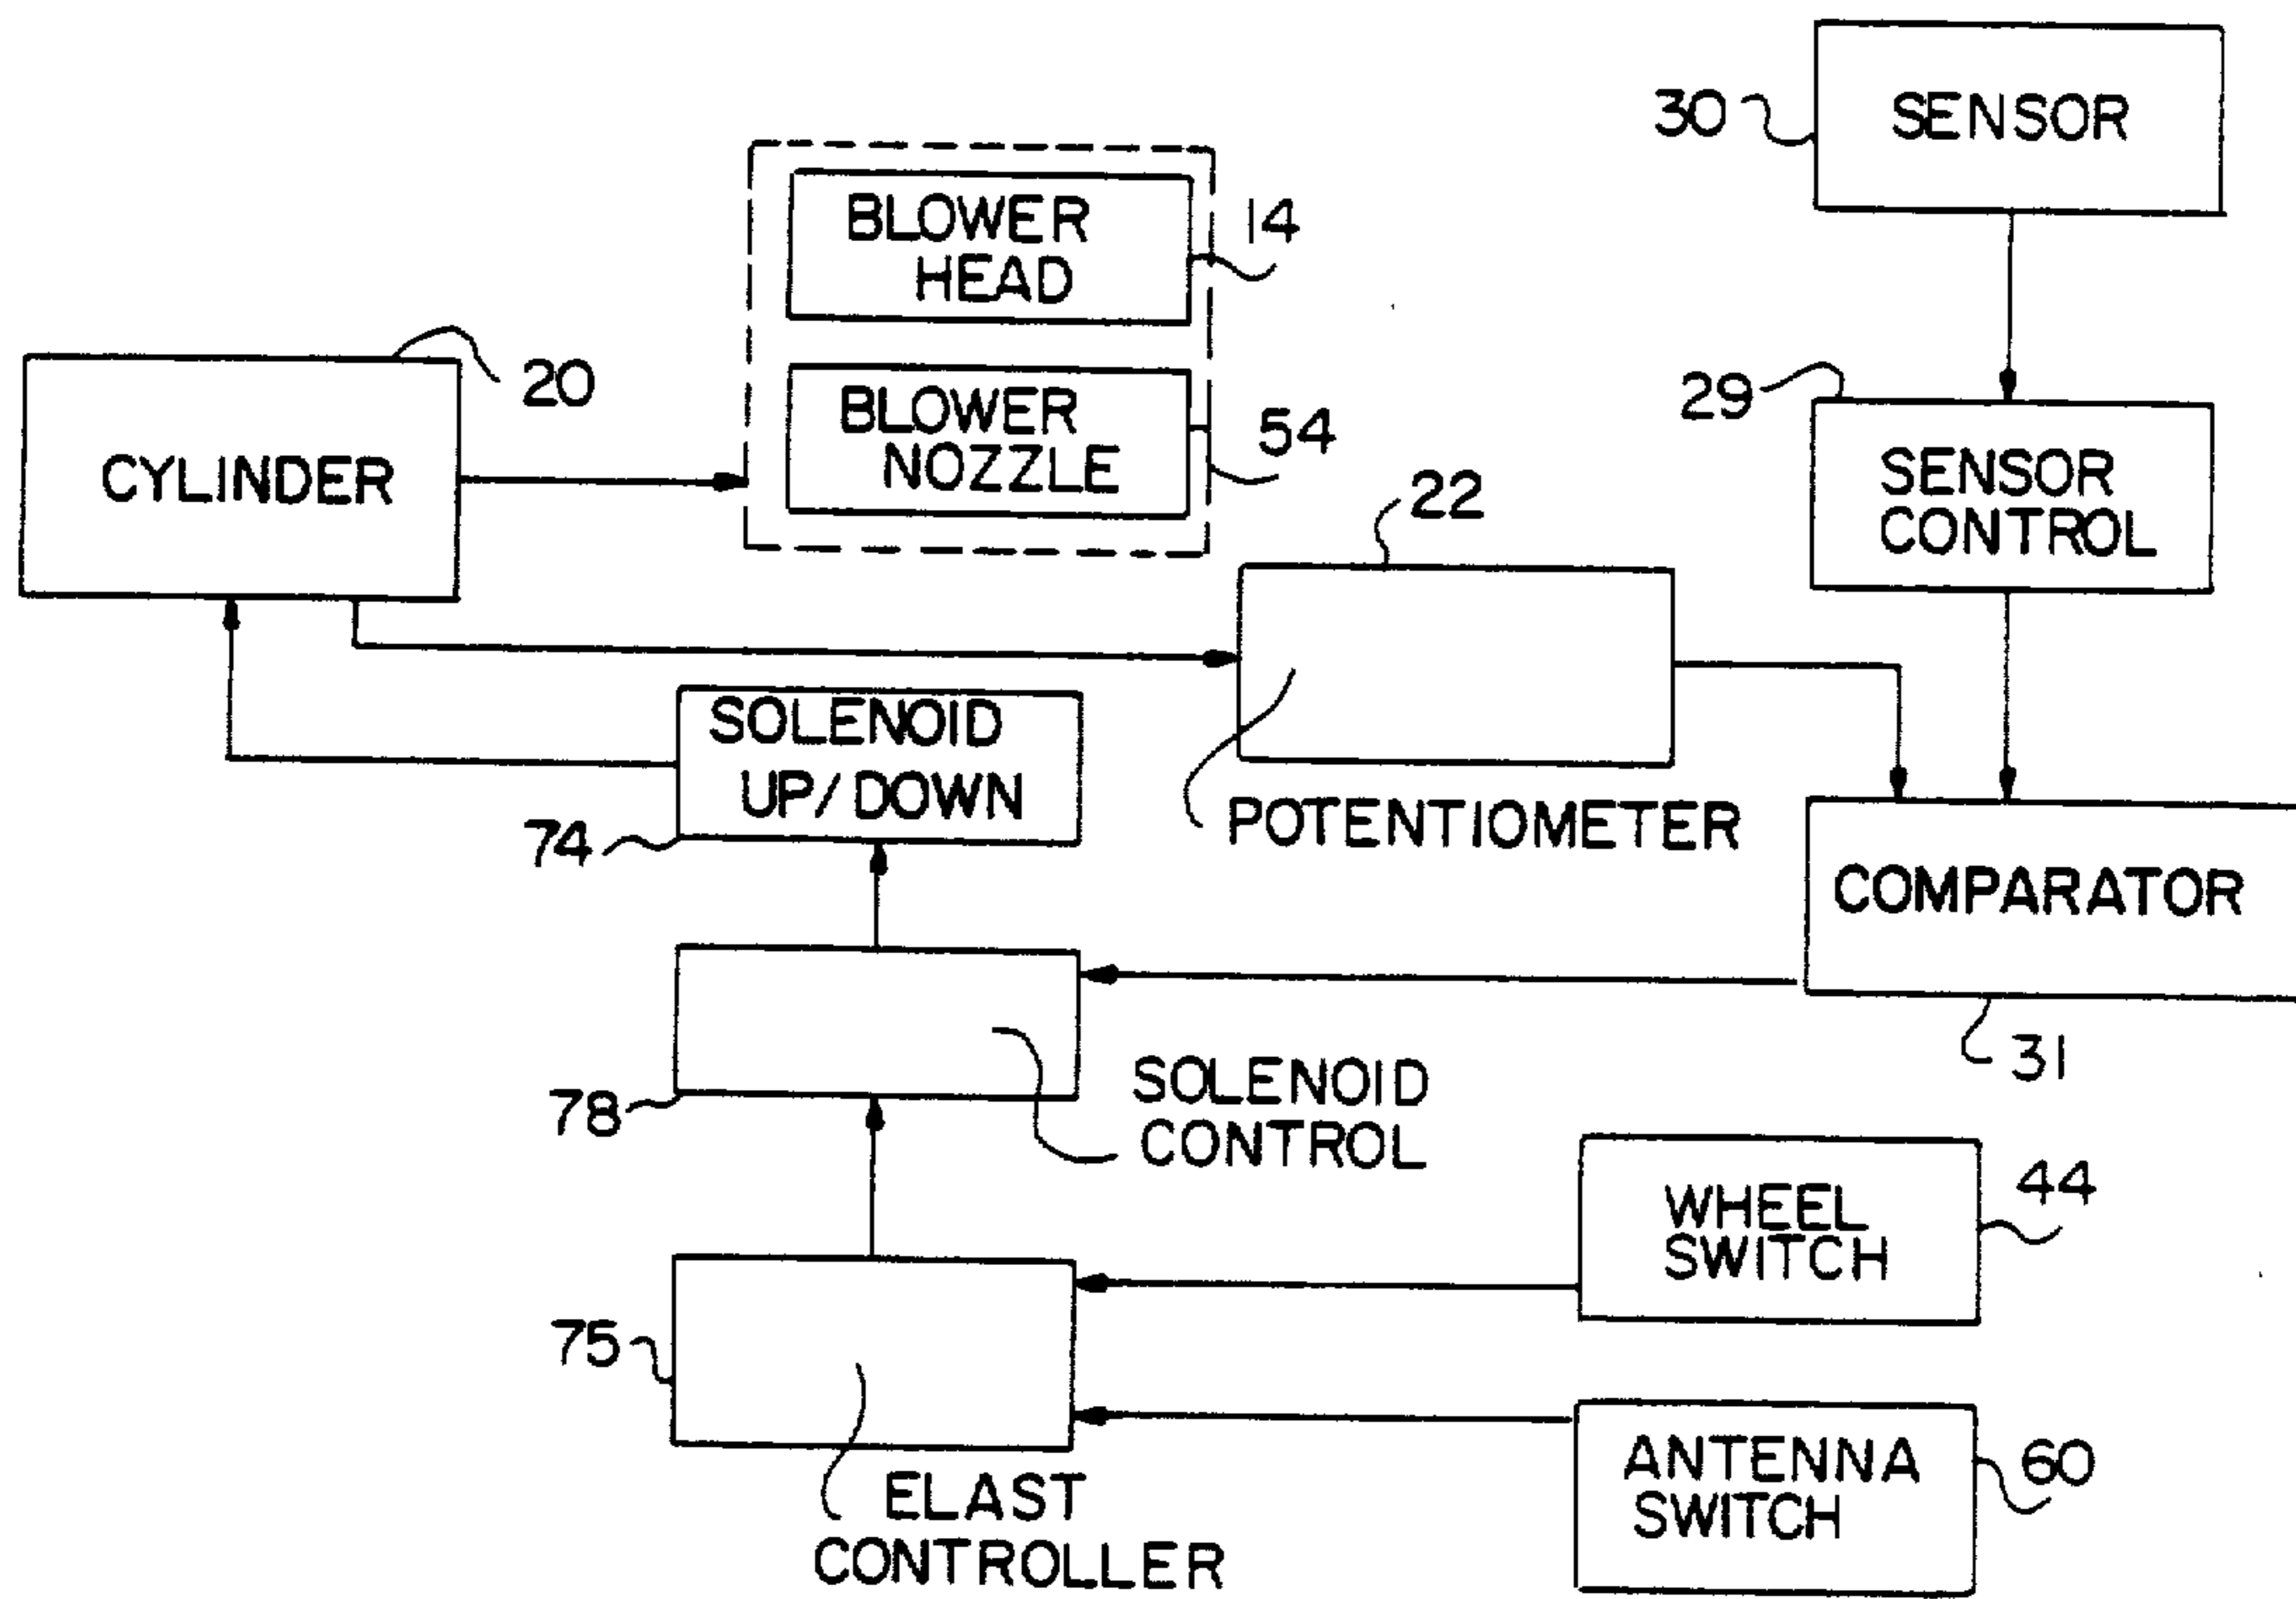 30
SENSOR
BLOWER
HEAD
14
20
CYLINDER
BLOWER
NOZZLE
54
29
SENSOR
CONTROL
22
SOLENOID
UP/DOWN
74
POTENTIOMETER
COMPARATOR
31
78
SOLENOID
CONTROL
WHEEL
SWITCH
44
75
ELAST
CONTROLLER
ANTENNA
SWITCH
60